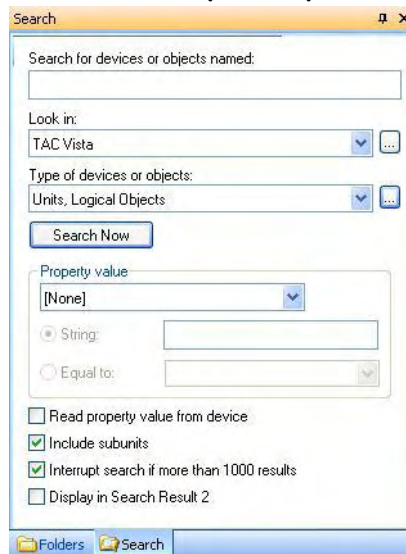 Search
Search for devices or objects named:
Look in:
TAC Vista
...
Type of devices or objects:
Units, Logical Objects
...
Search Now
Property value
[None]
String:
Equal to:
Read property value from device
Include subunits
Interrupt search if more than 1000 results
Display in Search Result 2
Folders Search